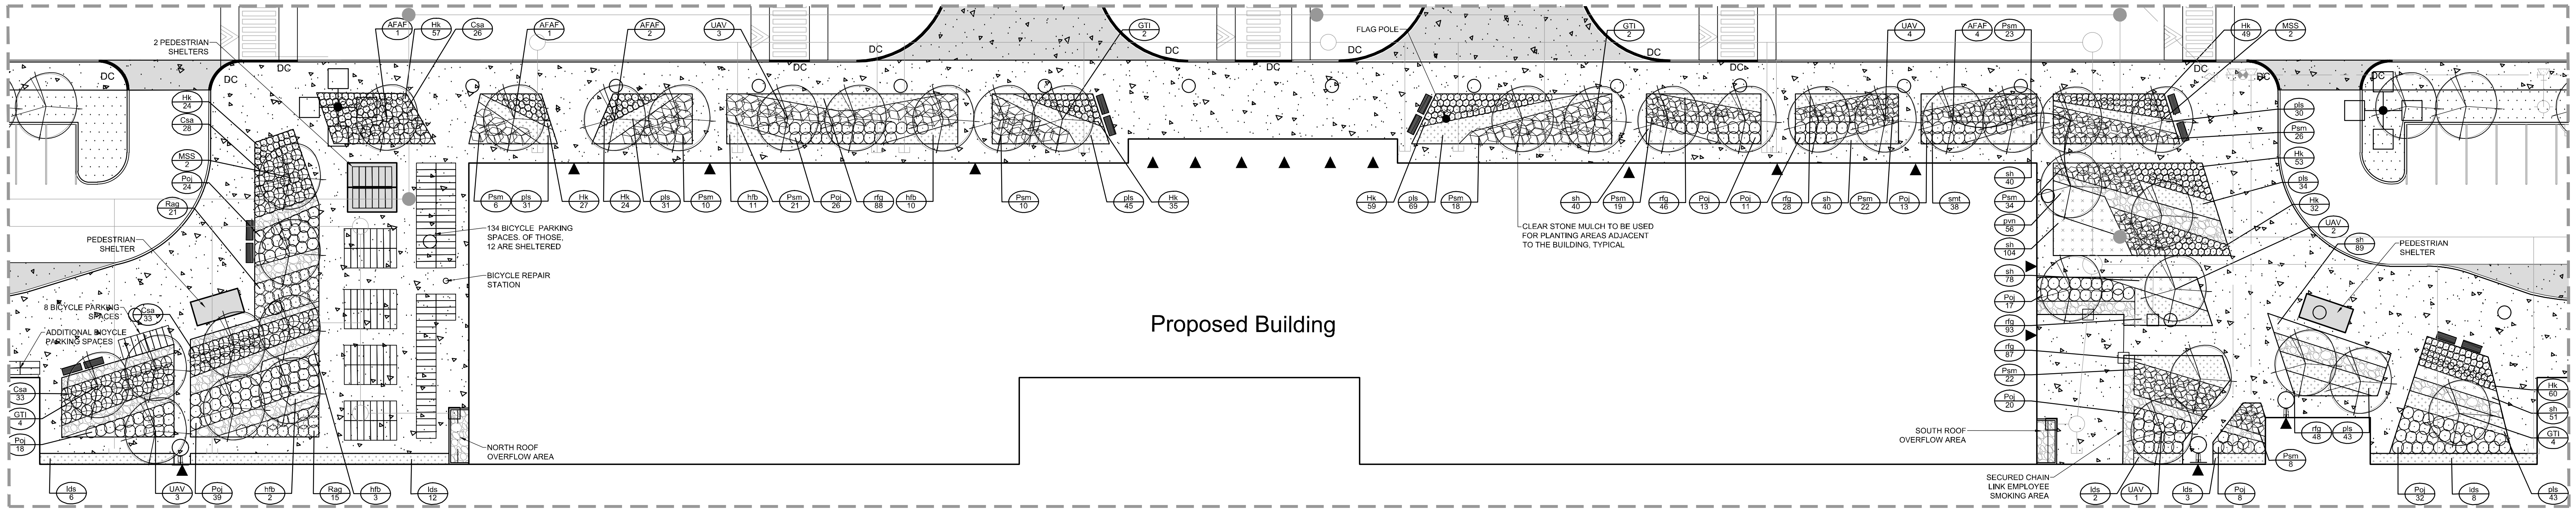 AFAF
1
Hk
57
Csa
26
AFAF
1
AFAF
2
UAV
3
GTI
2
FLAG POLE
GTI
2
UAV
4
AFAF
4
Psm
23
Hk
49
MSS
2
2 PEDESTRIAN
SHELTERS
DC
DC
DC
DC
DC
DC
DC
DC
DC
DC
DC
DC
DC
Hk
24
Csa
28
MSS
2
Poj
24
Rag
21
pls
30
Psm
26
Hk
53
pls
34
Hk
32
UAV
2
sh
89
Psm
6
pls
31
Hk
27
Hk
24
pls
31
Psm
10
hfb
11
Psm
21
Poj
26
rfg
88
hfb
10
Psm
10
pls
45
Hk
35
Hk
59
pls
69
Psm
18
sh
40
Psm
19
rfg
46
Poj
13
Poj
11
rfg
28
sh
40
Psm
22
Poj
13
smt
38
sh
40
Psm
34
pvn
56
sh
104
sh
78
Poj
17
rfg
93
rfg
87
Psm
22
Poj
20
PEDESTRIAN
SHELTER
134 BICYCLE PARKING
SPACES. OF THOSE,
12 ARE SHELTERED
BICYCLE REPAIR
STATION
CLEAR STONE MULCH TO BE USED
FOR PLANTING AREAS ADJACENT
TO THE BUILDING, TYPICAL
PEDESTRIAN
SHELTER
8 BICYCLE PARKING
SPACES
Csa
33
ADDITIONAL BICYCLE
PARKING SPACES
Proposed Building
Csa
33
GTI
4
Poj
18
NORTH ROOF
OVERFLOW AREA
SOUTH ROOF
OVERFLOW AREA
SECURED CHAIN
LINK EMPLOYEE
SMOKING AREA
rfg
48
pls
43
Psm
8
Hk
60
sh
51
GTI
4
lds
6
UAV
3
Poj
39
hfb
2
Rag
15
hfb
3
lds
12
lds
2
UAV
1
lds
3
Poj
8
Poj
32
lds
8
pls
43